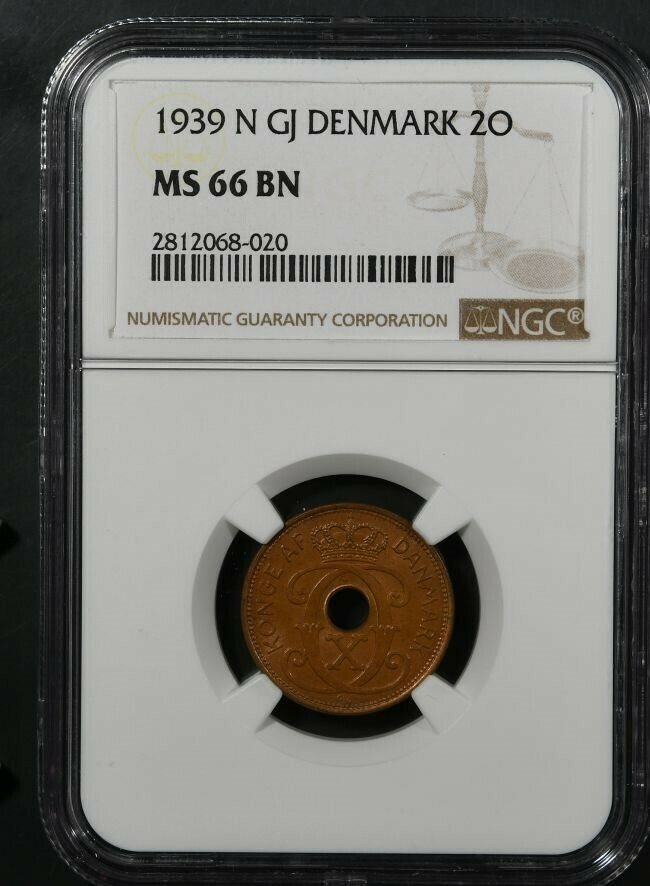 1939 N GJ DENMARK 2O
MS 66 BN
2812068-020
NUMISMATIC GUARANTY CORPORATION
NGC®
KONGE AF DANMARK
X